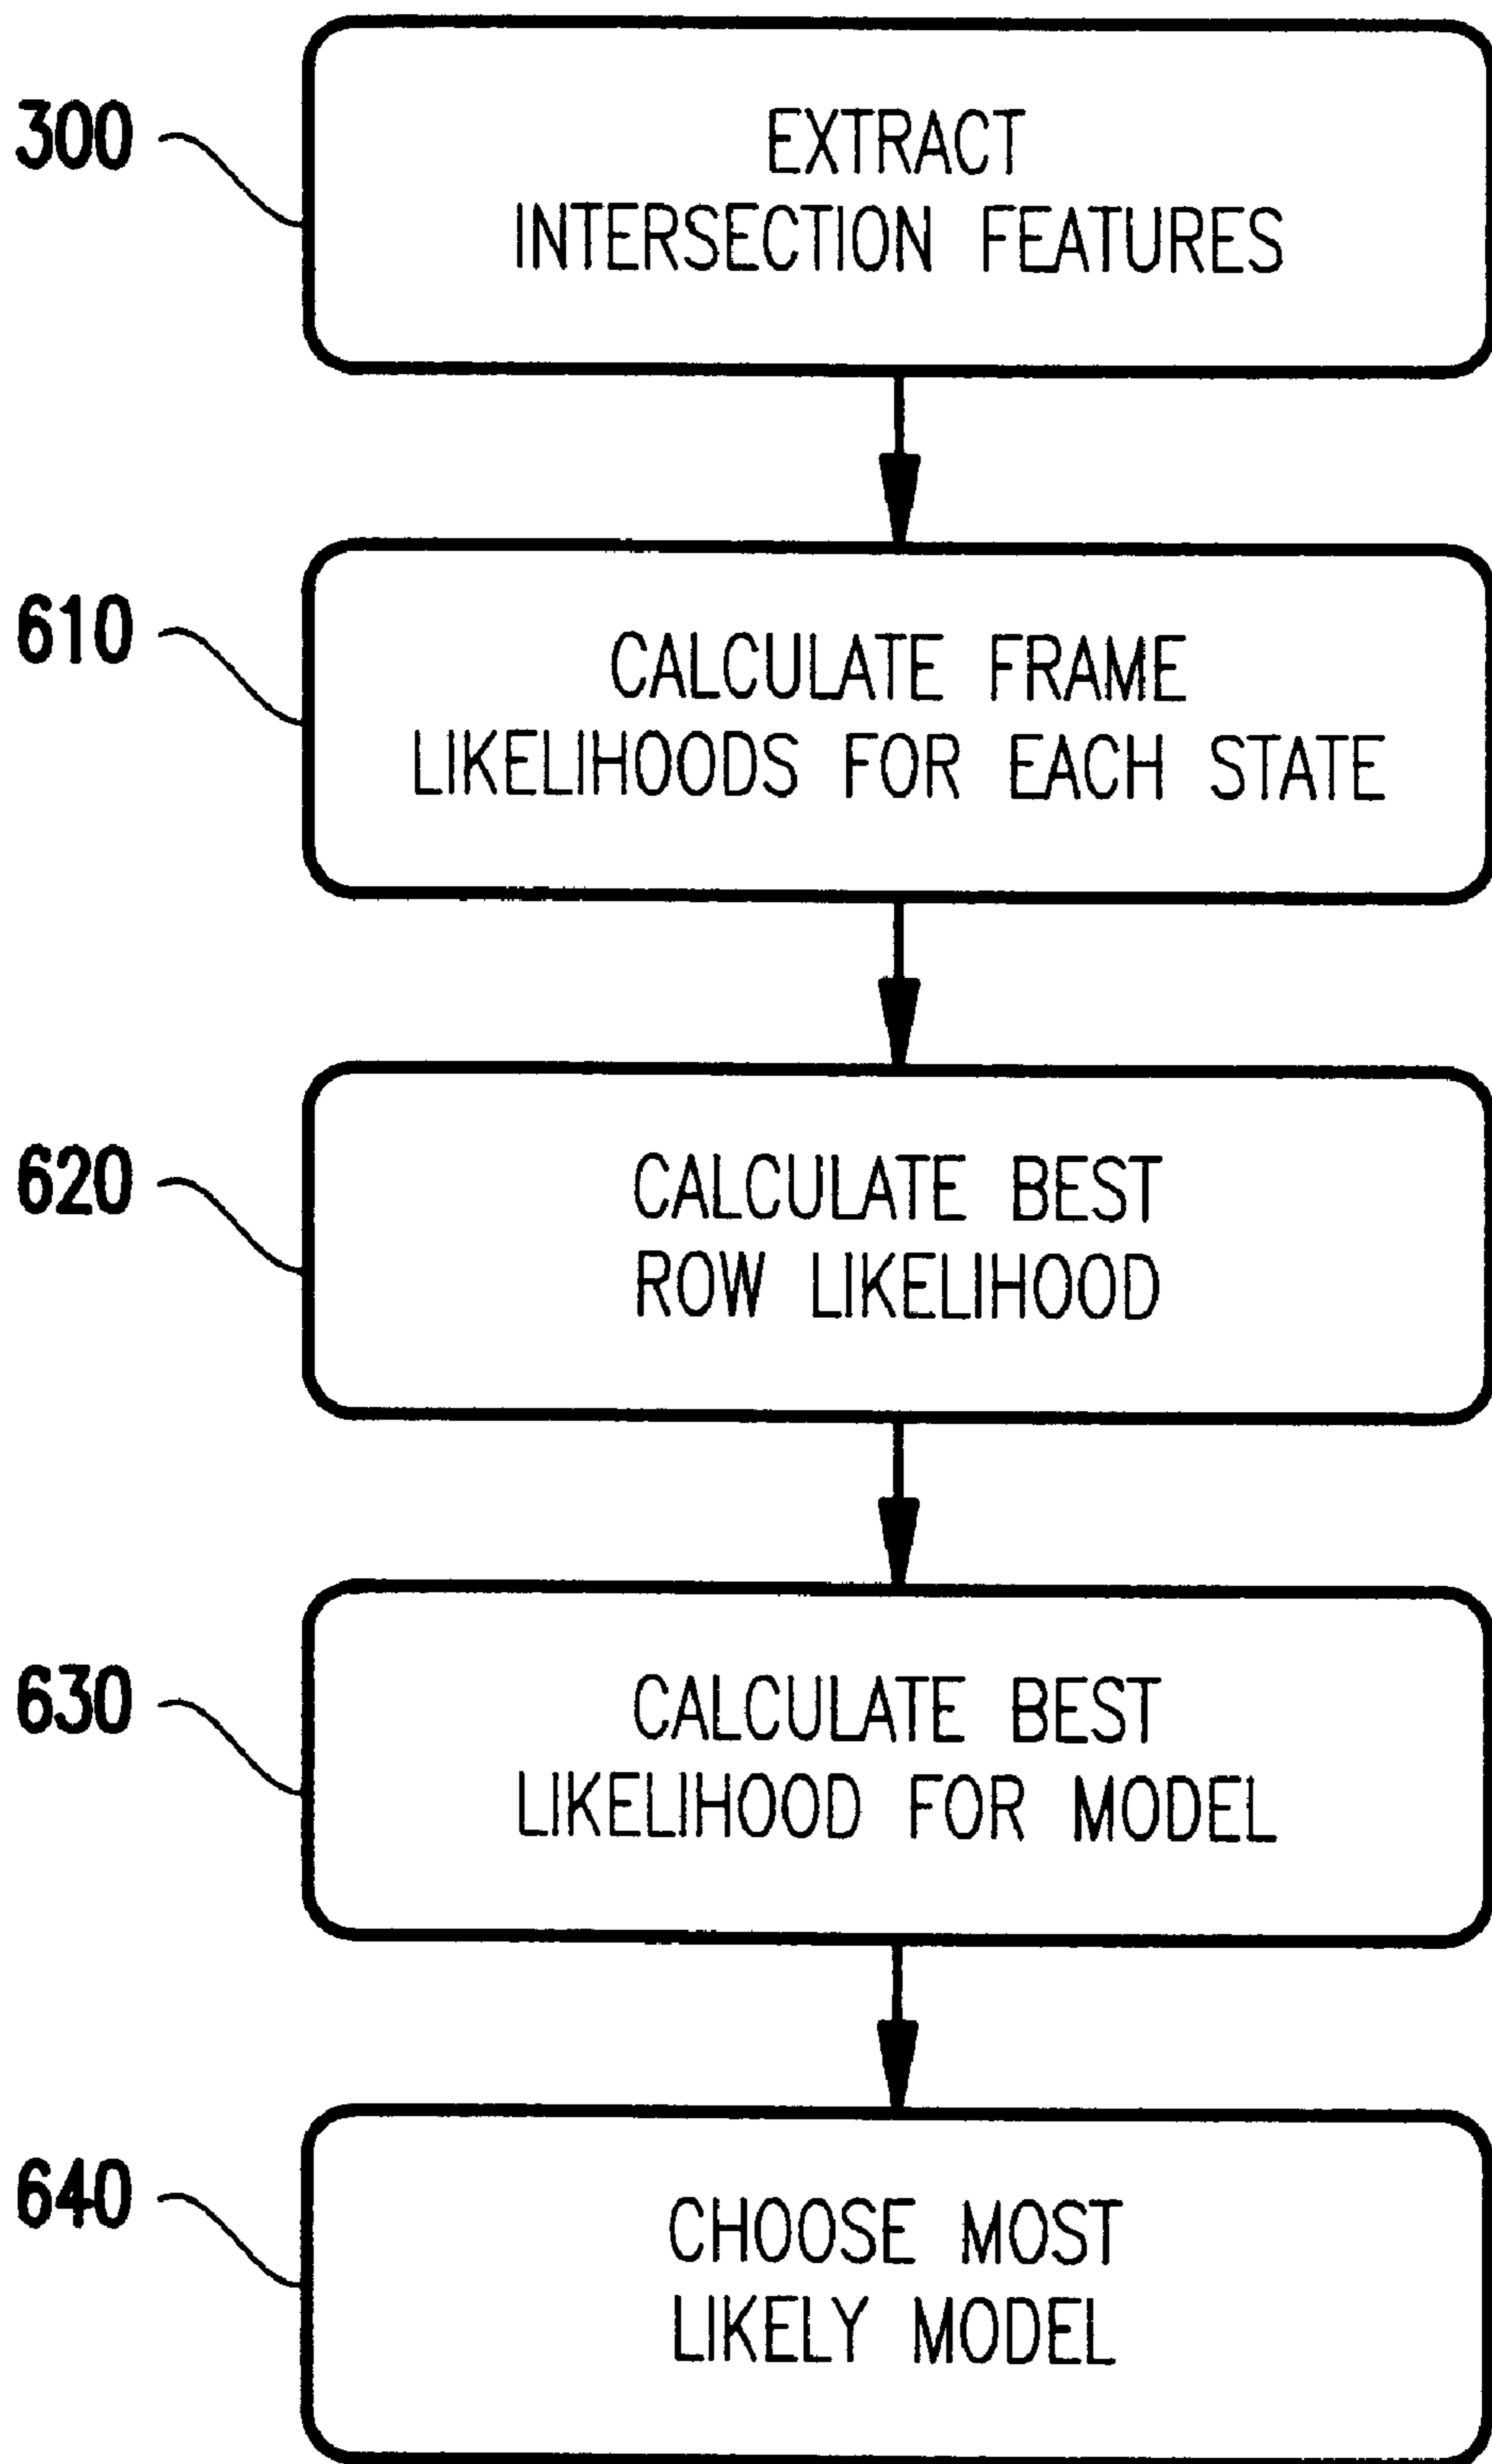 300
EXTRACT
INTERSECTION FEATURES
610
CALCULATE FRAME
LIKELIHOODS FOR EACH STATE
620
CALCULATE BEST
ROW LIKELIHOOD
630
CALCULATE BEST
LIKELIHOOD FOR MODEL
640
CHOOSE MOST
LIKELY MODEL